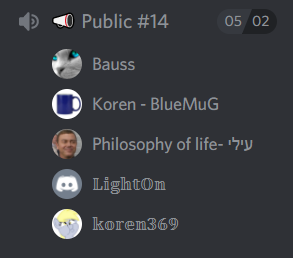 Public #14 05 02
Bauss
Koren - BlueMuG
Philosophy of life- עילי
𝕃𝕚𝕘𝕙𝕥𝕆𝕟
𝕜𝕠𝕣𝕖𝕟𝟛𝟞𝟡